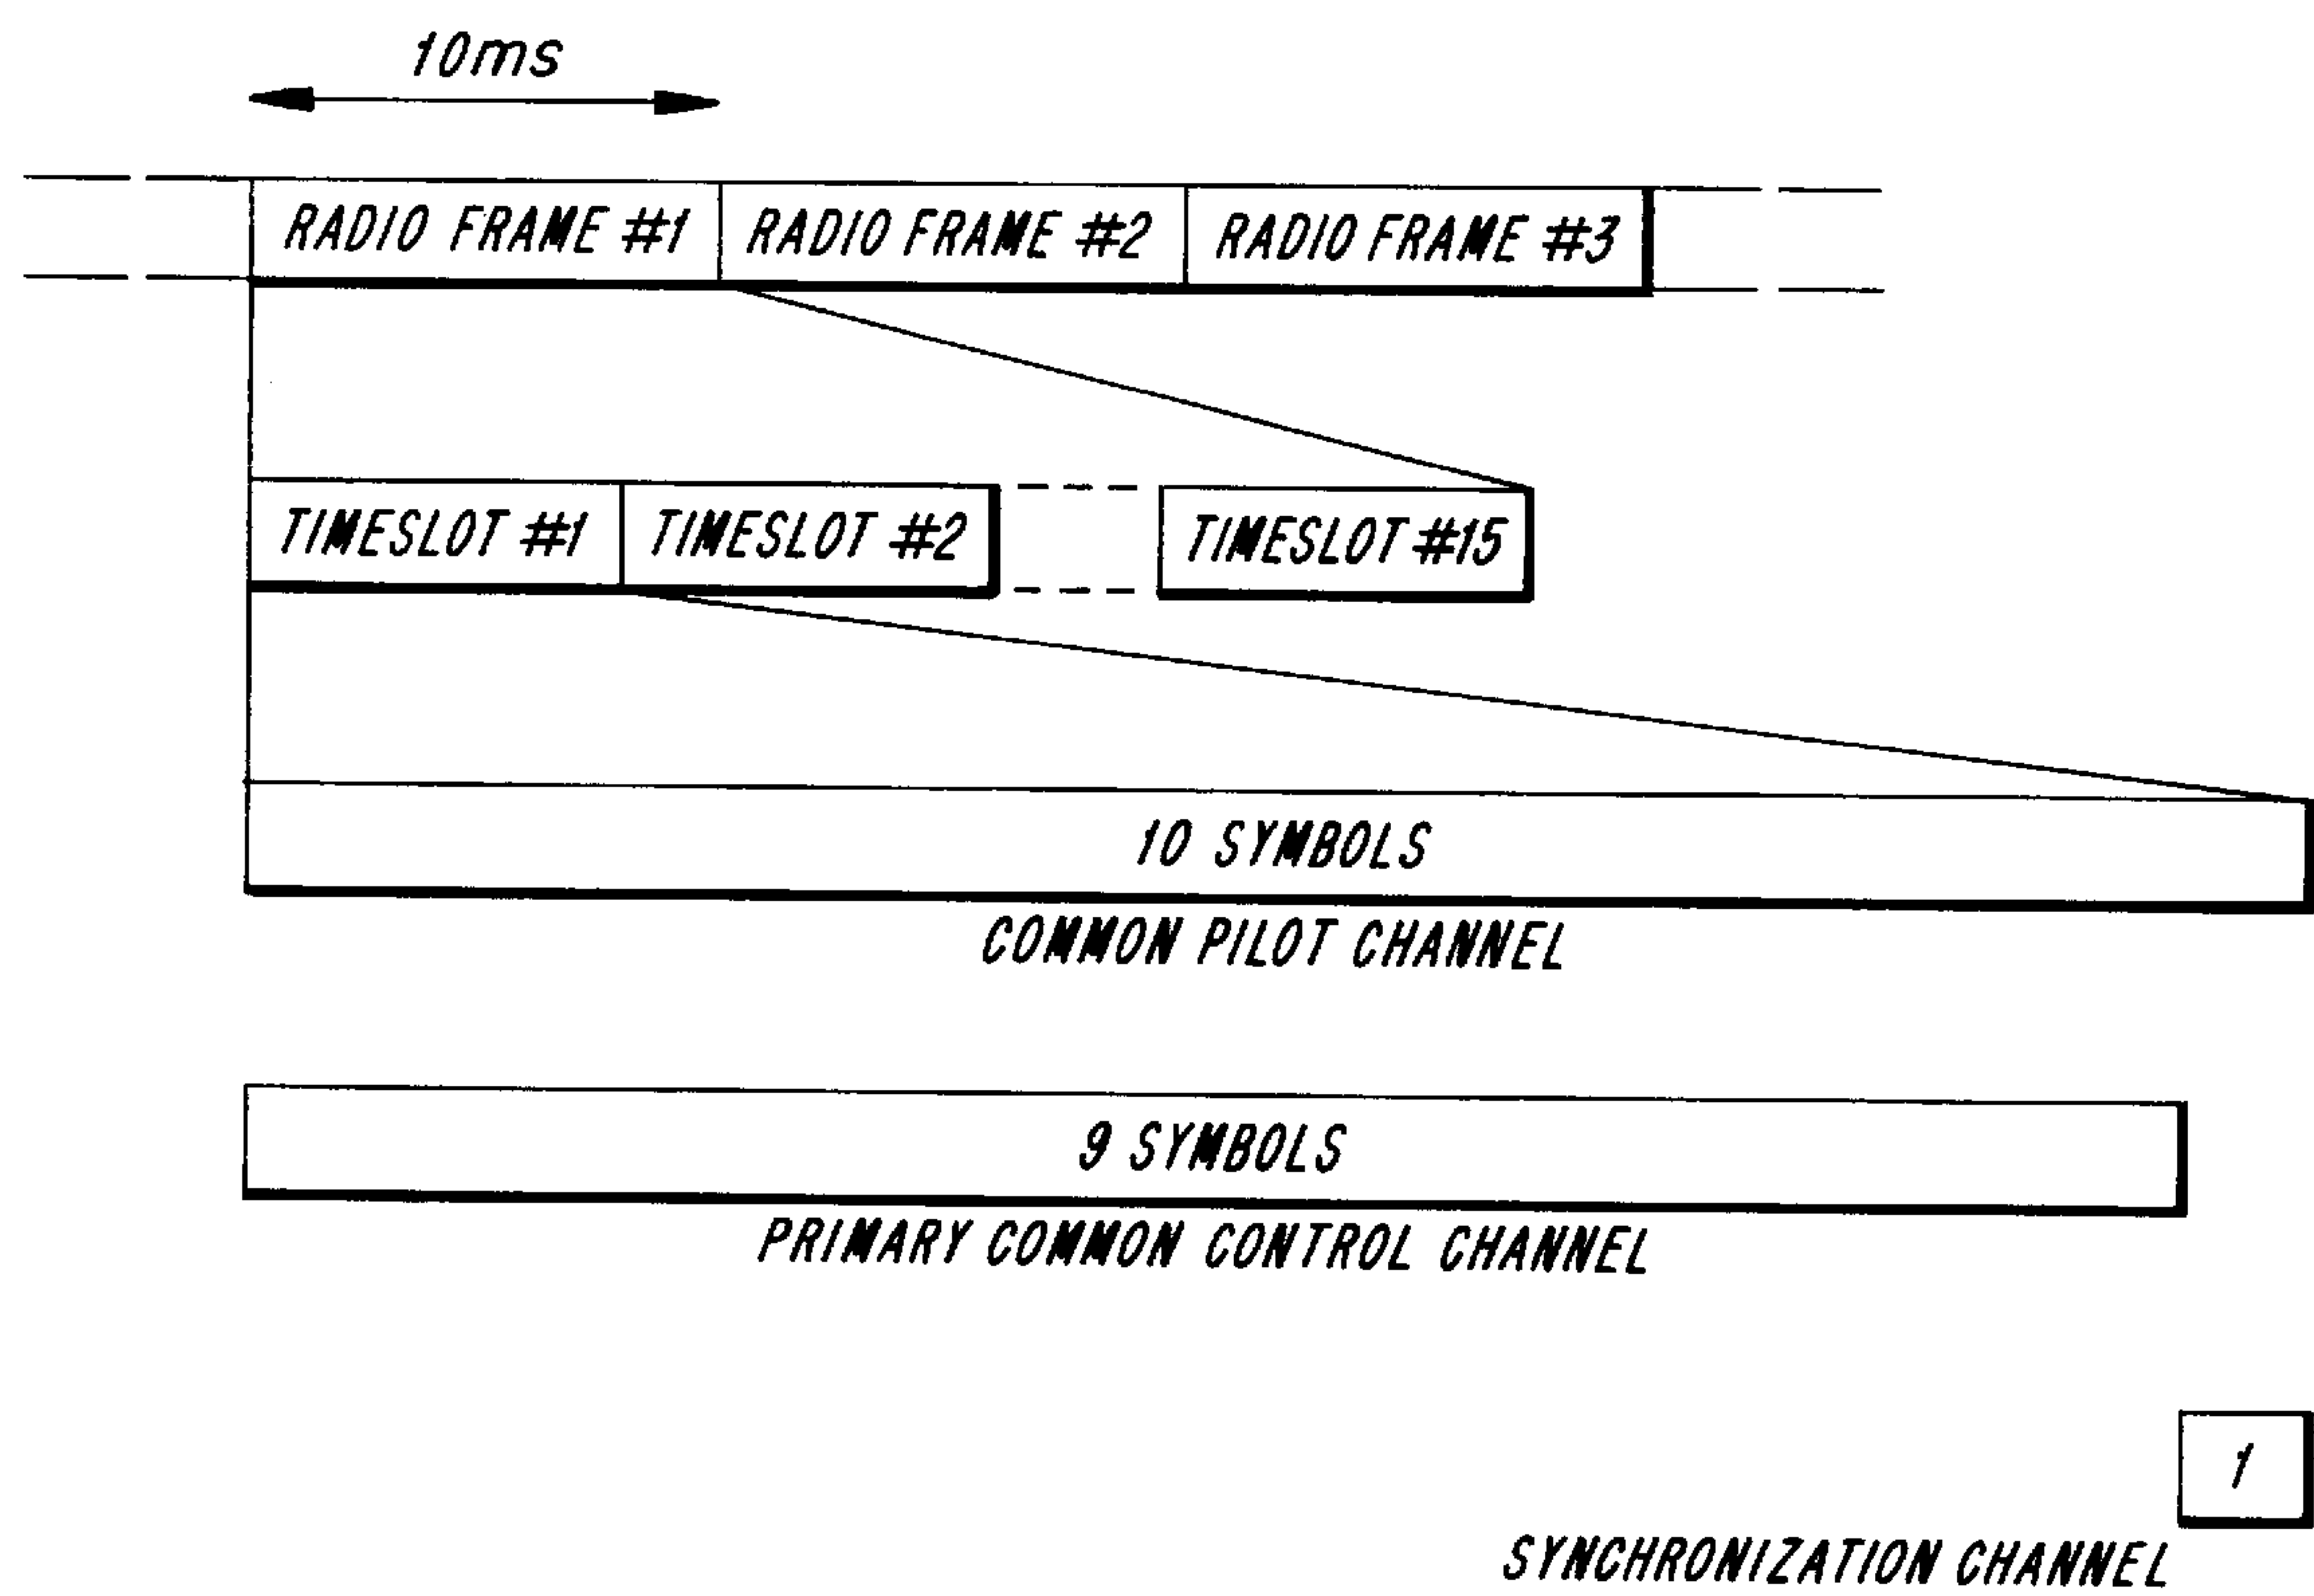 10ms
RADIO FRAME #1 RADIO FRAME #2 RADIO FRAME #3
TIMESLOT #1 TIMESLOT #2 TIMESLOT #15
10 SYMBOLS
COMMON PILOT CHANNEL
9 SYMBOLS
PRIMARY COMMON CONTROL CHANNEL
1
SYNCHRONIZATION CHANNEL